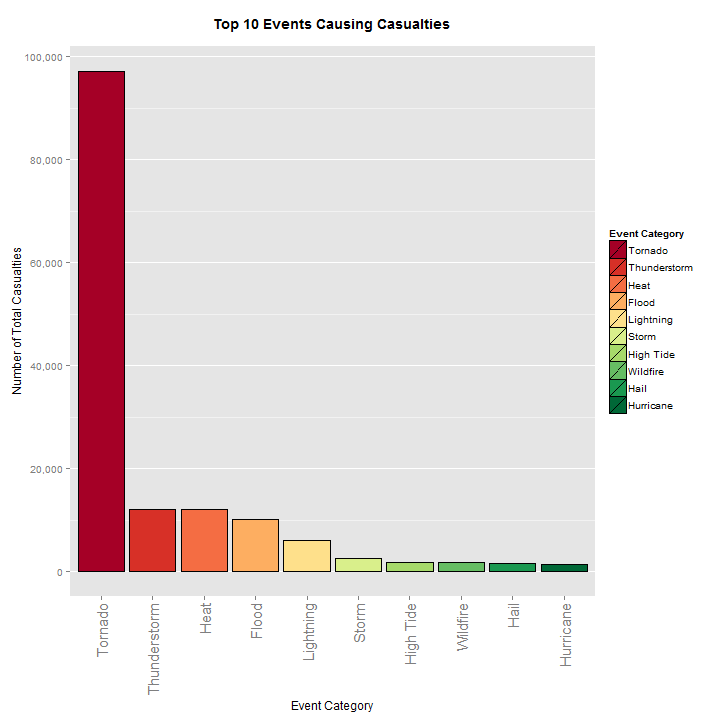 Top 10 Events Causing Casualties
Number of Total Casualties
100,000
80,000
60,000
40,000
20,000
0
Tornado
Thunderstorm
Heat
Flood
Lightning
Storm
High Tide
Wildfire
Hail
Hurricane
Event Category
Event Category
Tornado
Thunderstorm
Heat
Flood
Lightning
Storm
High Tide
Wildfire
Hail
Hurricane